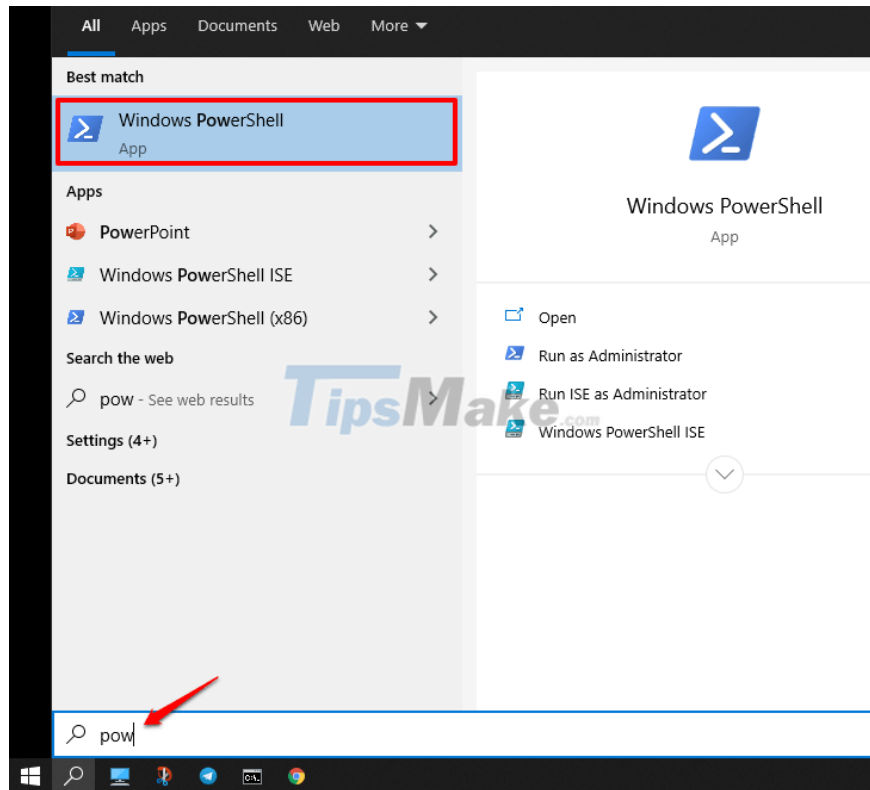 All Apps Documents Web More
Best match
Windows PowerShell
App
Apps
PowerPoint
Windows PowerShell ISE
Windows PowerShell (x86)
Search the web
pow - See web results
Settings (4+)
Documents (5+)
Windows PowerShell
App
Open
Run as Administrator
Run ISE as Administrator
Windows PowerShell ISE
TipsMake.com
pow